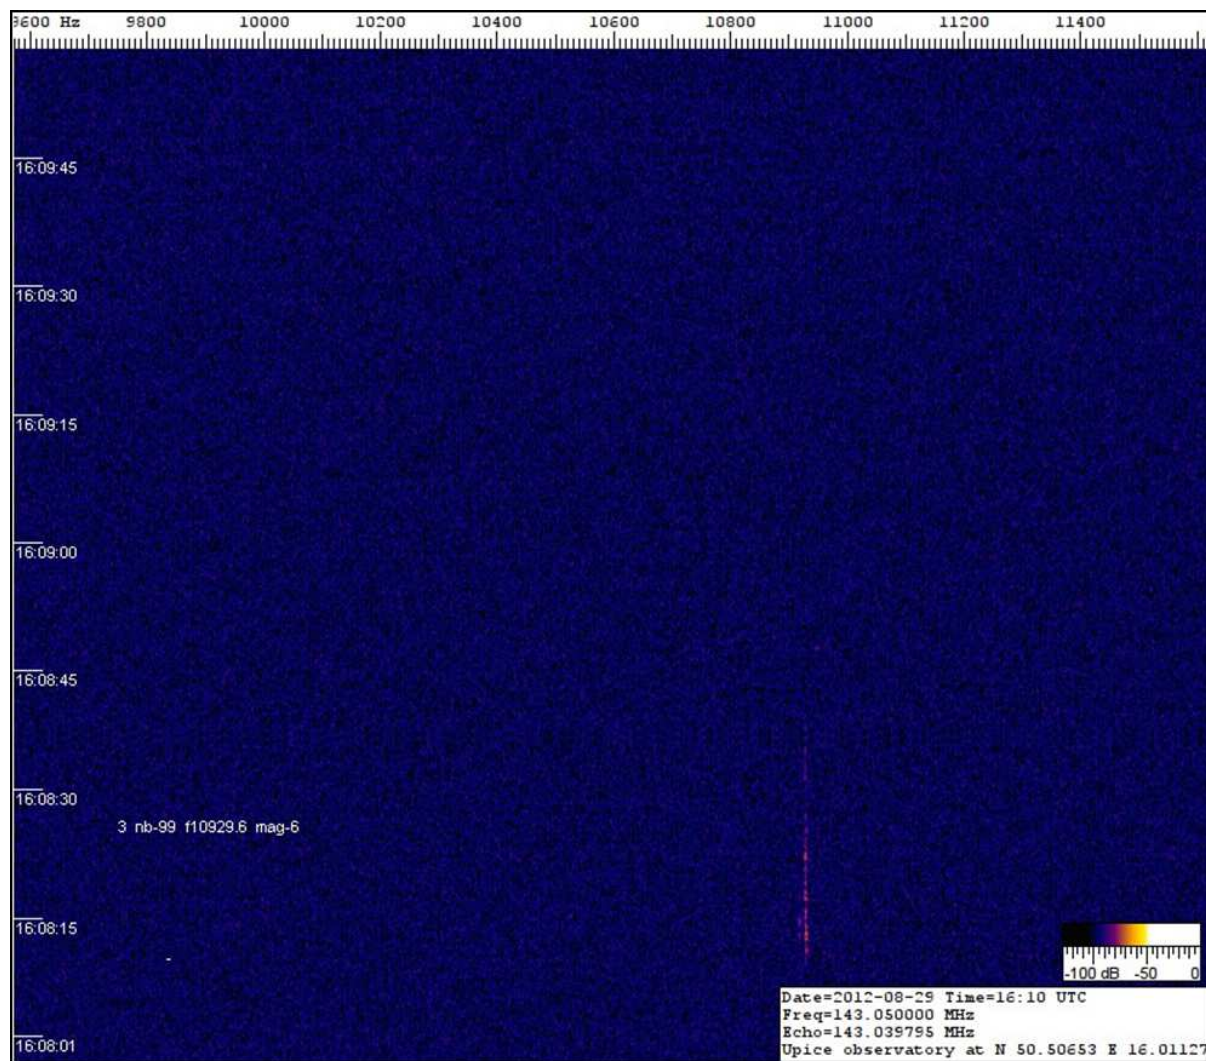 9600 Hz 9800 10000 10200 10400 10600 10800 11000 11200 11400
16:09:45
16:09:30
16:09:15
16:09:00
16:08:45
16:08:30
3 nb-99 f10929.6 mag-6
16:08:15
-100 dB -50 0
Date=2012-08-29 Time=16:10 UTC
Freq=143.050000 MHz
Echo=143.039795 MHz
16:08:01
Upice observatory at N 50.50653 E 16.01127